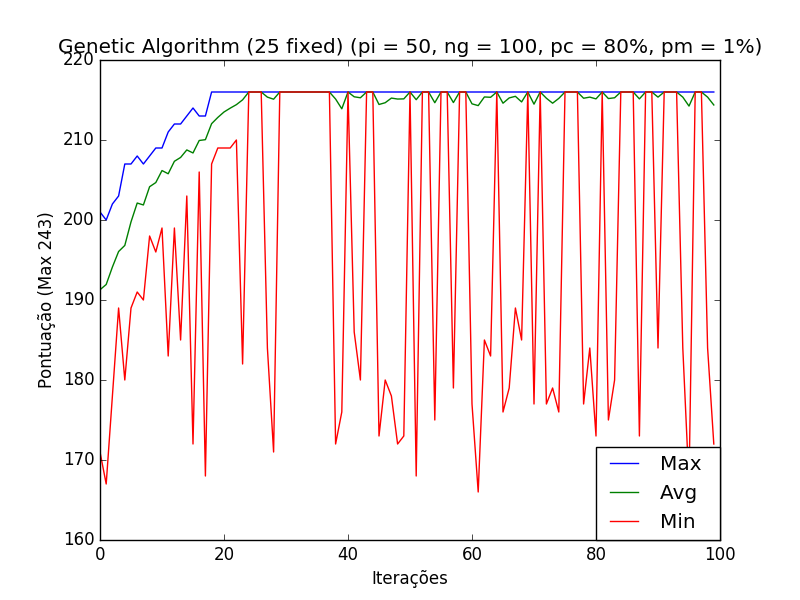 Genetic Algorithm (25 fixed) (pi = 50, ng = 100, pc = 80%, pm = 1%)
220
210
200
190
180
170
160
Pontuação (Max 243)
Max
Avg
Min
0
20
40
60
80
100
Iterações